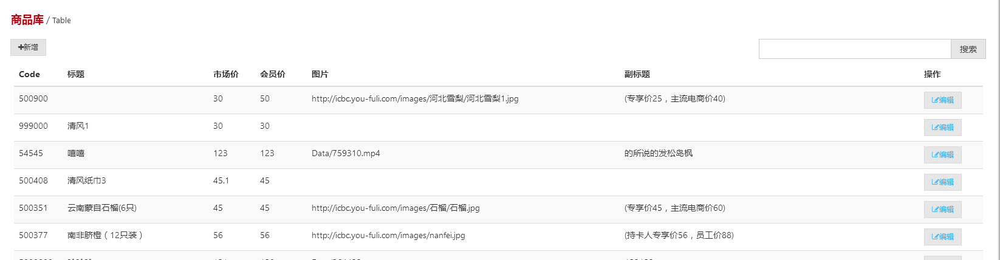 商品库 / Table
新增
搜索
Code 标题 市场价 会员价 图片 副标题 操作
500900 30 50 http://icbc.you-fuli.com/images/河北雪梨/河北雪梨1.jpg (专享价25，主流电商价40) 编辑
999000 清风1 30 30 编辑
54545 嘻嘻 123 123 Data/759310.mp4 的所说的发松岛枫 编辑
500408 清风纸巾3 45.1 45 编辑
500351 云南蒙自石榴(6只) 45 45 http://icbc.you-fuli.com/images/石榴/石榴.jpg (专享价45，主流电商价60) 编辑
500377 南非脐橙（12只装） 56 56 http://icbc.you-fuli.com/images/nanfei.jpg (持卡人专享价56，员工价88) 编辑